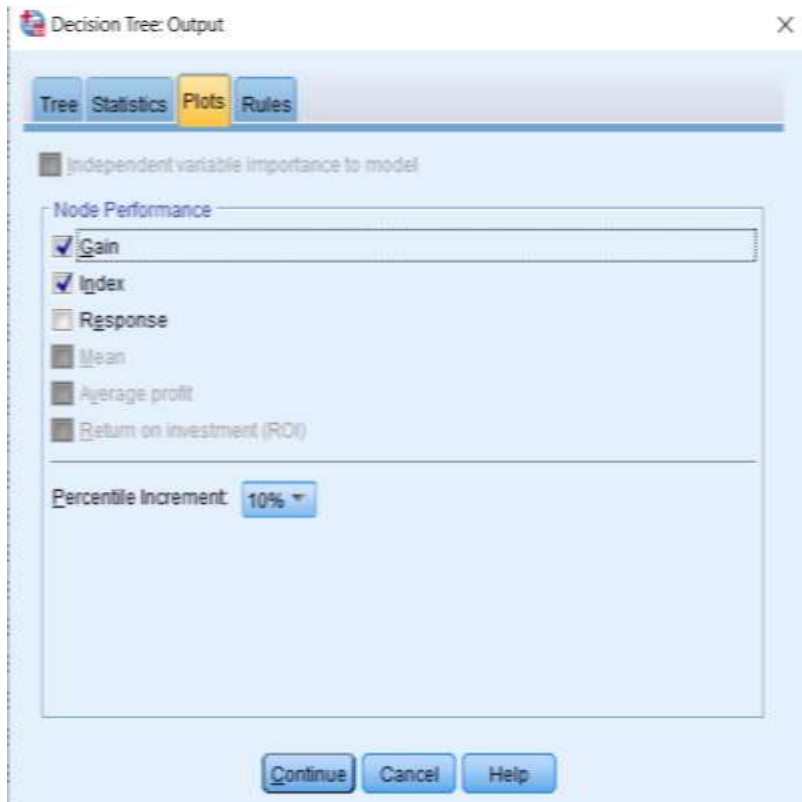 Decision Tree: Output
Tree Statistics Plots Rules
Independent variable importance to model
Node Performance
Gain
Index
Response
Mean
Average profit
Return on investment (ROI)
Percentile Increment: 10%
Continue Cancel Help